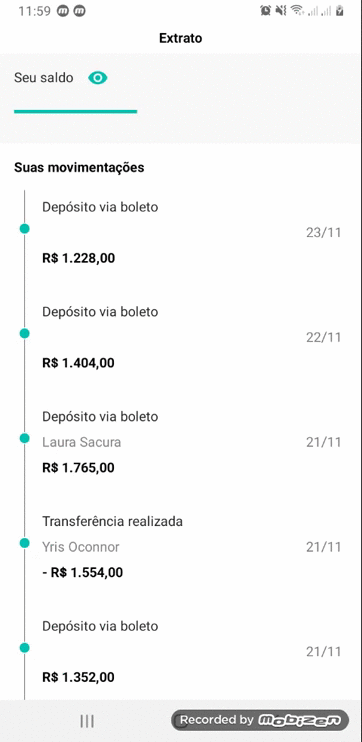 11:59
Extrato
Seu saldo
Suas movimentações
Depósito via boleto
23/11
R$ 1.228,00
Depósito via boleto
22/11
R$ 1.404,00
Depósito via boleto
Laura Sacura 21/11
R$ 1.765,00
Transferência realizada
Yris Oconnor 21/11
- R$ 1.554,00
Depósito via boleto
21/11
R$ 1.352,00
Recorded by Mobizen